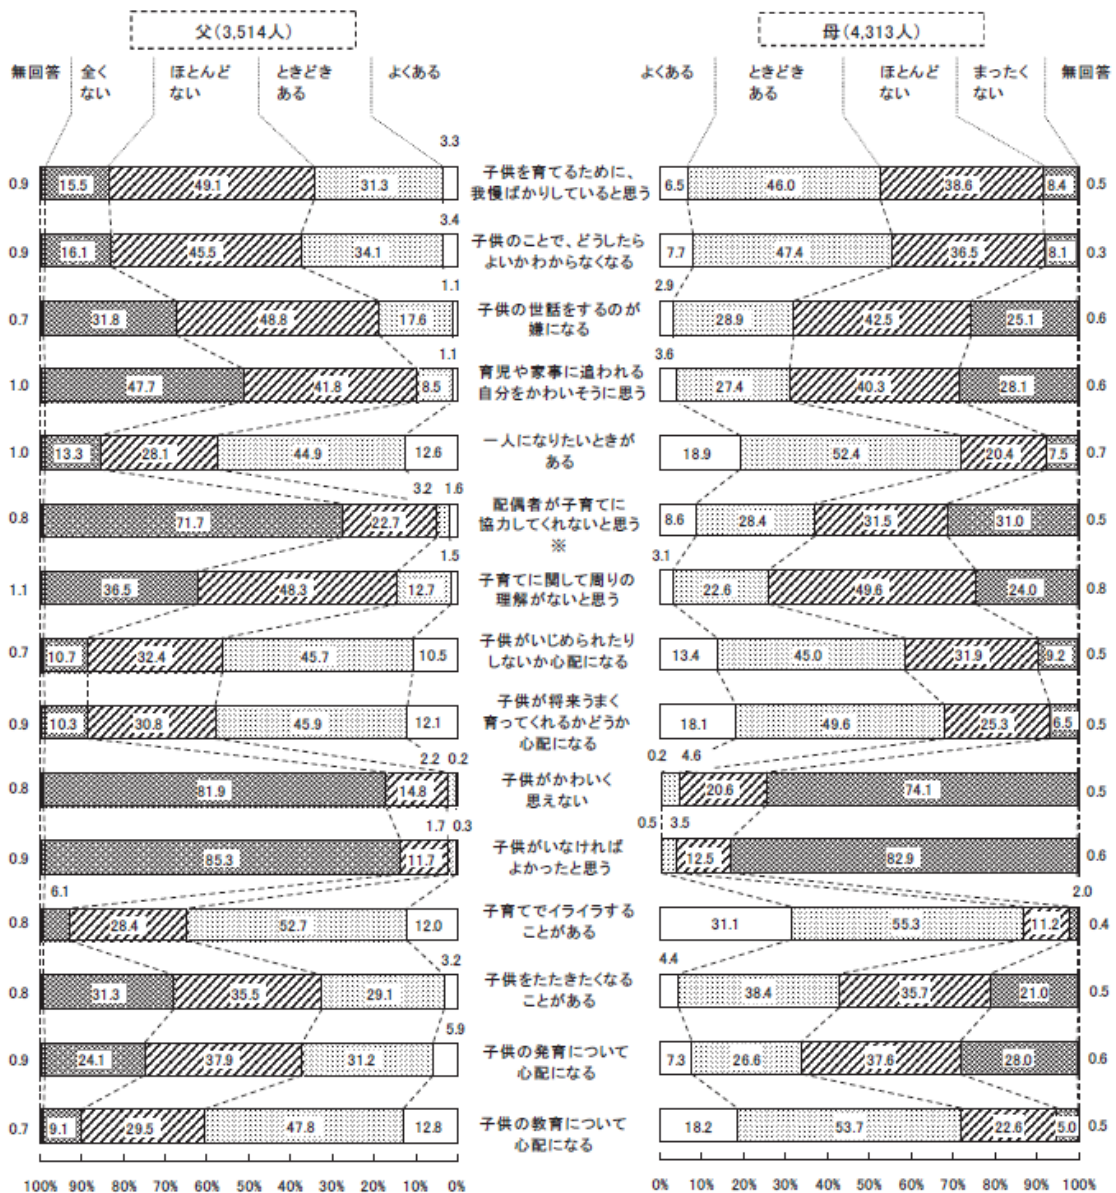 父(3,514人)
母(4,313人)
無回答 全く ほとんど ときどき よくある
ない ない ある
よくある ときどき ほとんど まったく 無回答
ある ない ない
3.3
子供を育てるために、
我慢ばかりしていると思う
0.9 15.5 49.1 31.3
6.5 46.0 38.6 8.4 0.5
3.4
子供のことで、どうしたら
よいかわからなくなる
0.9 16.1 45.5 34.1
7.7 47.4 36.5 8.1 0.3
1.1 2.9
子供の世話をするのが
嫌になる
0.7 31.8 48.8 17.6
28.9 42.5 25.1 0.6
1.1 3.6
育児や家事に追われる
自分をかわいそうに思う
1.0 47.7 41.8 8.5
27.4 40.3 28.1 0.6
一人になりたいときが
ある
1.0 13.3 28.1 44.9 12.6
18.9 52.4 20.4 7.5 0.7
3.2 1.6
配偶者が子育てに
協力してくれないと思う
※
0.8 71.7 22.7
8.6 28.4 31.5 31.0 0.5
1.5 3.1
子育てに関して周りの
理解がないと思う
1.1 36.5 48.3 12.7
22.6 49.6 24.0 0.8
子供がいじめられたり
しないか心配になる
0.7 10.7 32.4 45.7 10.5
13.4 45.0 31.9 9.2 0.5
子供が将来うまく
育ってくれるかどうか
心配になる
0.9 10.3 30.8 45.9 12.1
18.1 49.6 25.3 6.5 0.5
2.2 0.2 0.2 4.6
子供がかわいく
思えない
0.8 81.9 14.8
20.6 74.1 0.5
1.7 0.3 0.5 3.5
子供がいなければ
よかったと思う
0.9 85.3 11.7
12.5 82.9 0.6
6.1 2.0
子育てでイライラする
ことがある
0.8 28.4 52.7 12.0
31.1 55.3 11.2 0.4
3.2 4.4
子供をたたきたくなる
ことがある
0.8 31.3 35.5 29.1
38.4 35.7 21.0 0.5
5.9
子供の発育について
心配になる
0.9 24.1 37.9 31.2
7.3 26.6 37.6 28.0 0.6
子供の教育について
心配になる
0.7 9.1 29.5 47.8 12.8
18.2 53.7 22.6 5.0 0.5
100% 90% 80% 70% 60% 50% 40% 30% 20% 10% 0%
0% 10% 20% 30% 40% 50% 60% 70% 80% 90% 100%